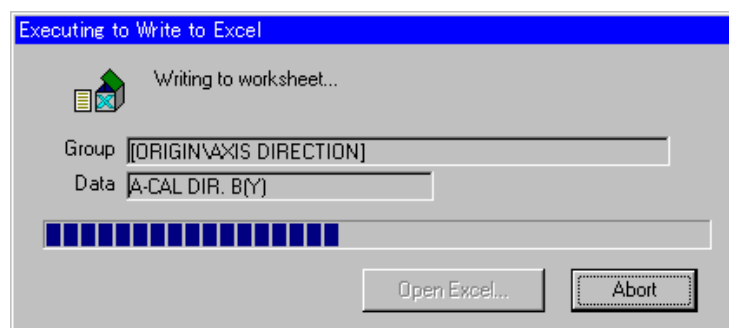 Executing to Write to Excel
Writing to worksheet...
Group [ORIGIN\AXIS DIRECTION]
Data A-CAL DIR. B(Y)
Open Excel... Abort